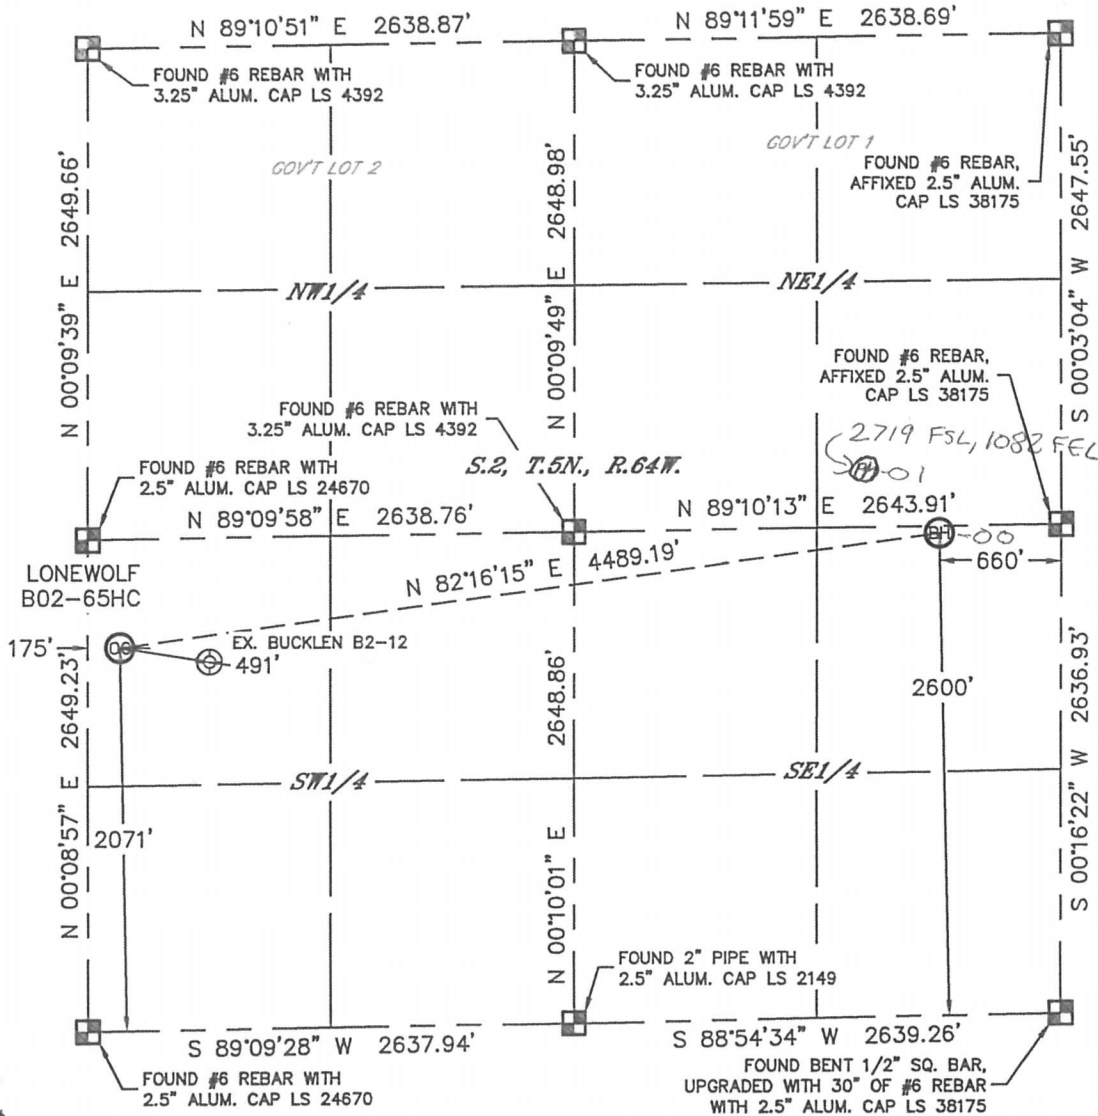 N 89°10'51" E 2638.87'
N 89°11'59" E 2638.69'
FOUND #6 REBAR WITH
3.25" ALUM. CAP LS 4392
FOUND #6 REBAR WITH
3.25" ALUM. CAP LS 4392
GOV'T LOT 2
GOV'T LOT 1
FOUND #6 REBAR,
AFFIXED 2.5" ALUM.
CAP LS 38175
N 00°09'39" E 2649.66'
N 00°09'49" E 2648.98'
S 00°03'04" W 2647.55'
NW1/4
NE1/4
FOUND #6 REBAR,
AFFIXED 2.5" ALUM.
CAP LS 38175
FOUND #6 REBAR WITH
3.25" ALUM. CAP LS 4392
2719 FSL, 1082 FEL
-01
S.2, T.5N., R.64W.
FOUND #6 REBAR WITH
2.5" ALUM. CAP LS 24670
N 89°09'58" E 2638.76'
N 89°10'13" E 2643.91'
BH -00
660'
N 82°16'15" E 4489.19'
LONEWOLF
B02-65HC
175'
EX. BUCKLEN B2-12
491'
2600'
N 00°08'57" E 2649.23'
N 00°10'01" E 2648.86'
S 00°16'22" W 2636.93'
SW1/4
SE1/4
2071'
FOUND 2" PIPE WITH
2.5" ALUM. CAP LS 2149
S 89°09'28" W 2637.94'
S 88°54'34" W 2639.26'
FOUND #6 REBAR WITH
2.5" ALUM. CAP LS 24670
FOUND BENT 1/2" SQ. BAR,
UPGRADED WITH 30" OF #6 REBAR
WITH 2.5" ALUM. CAP LS 38175